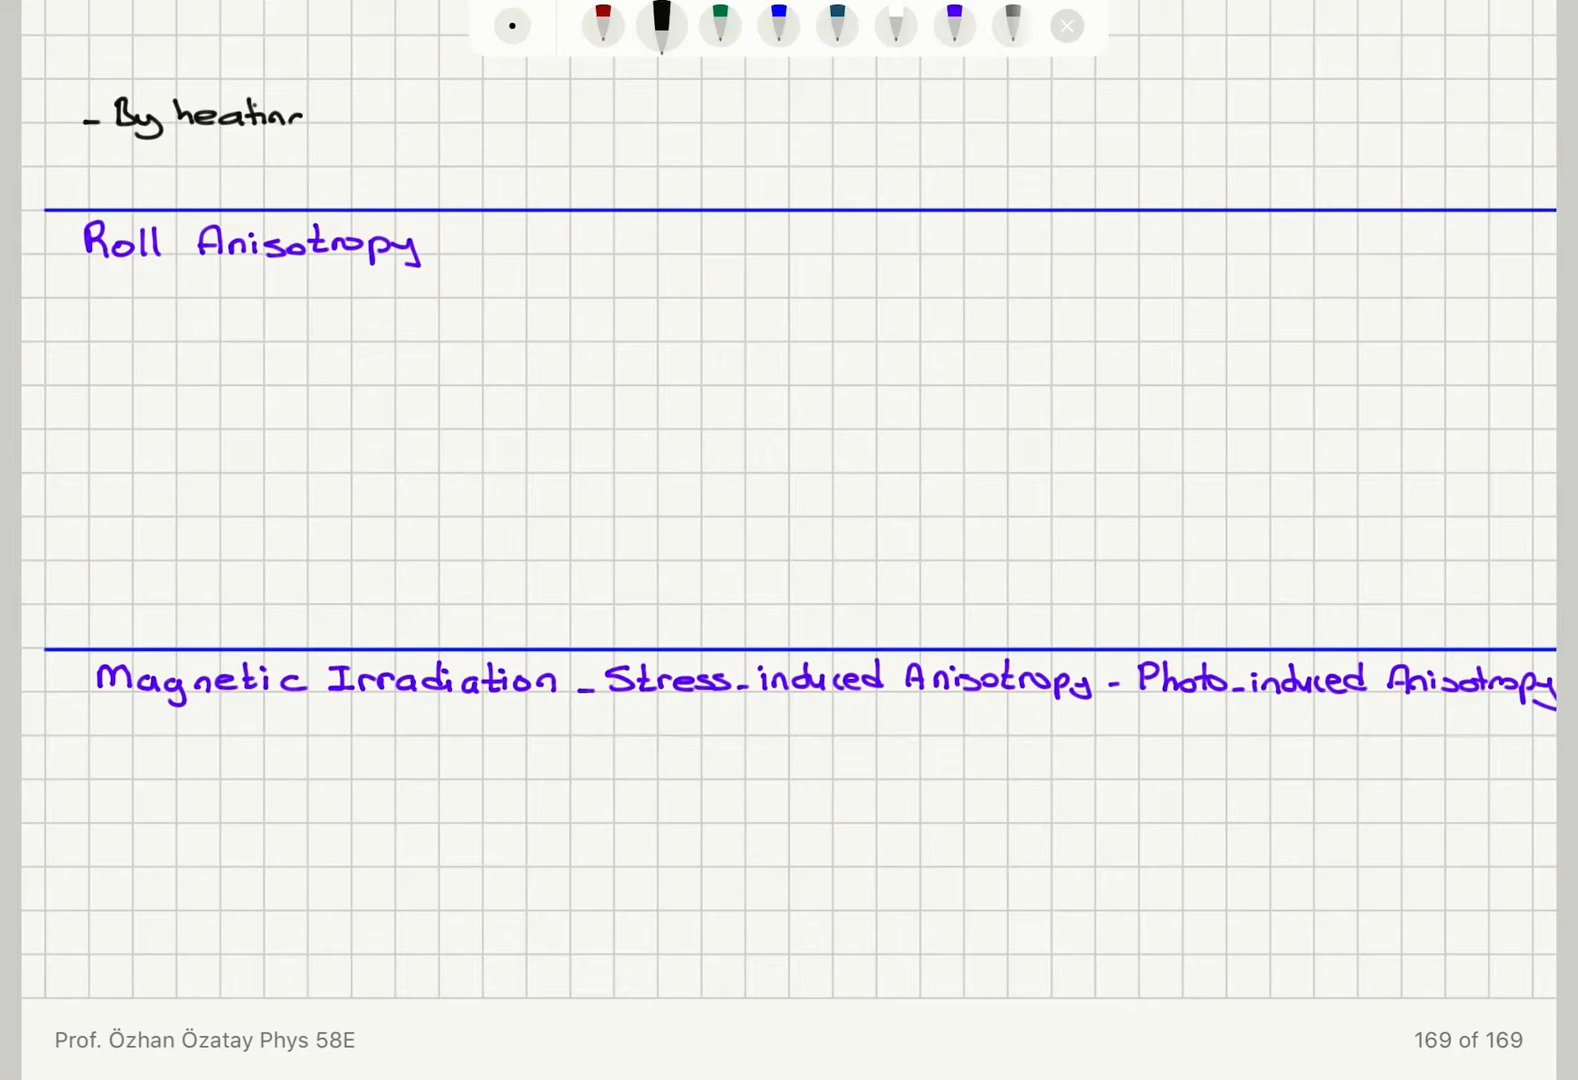 - By heatinr
Roll Anisotropy
Magnetic Irradiation - Stress-induced Anisotropy - Photo-induced Anisotropy
Prof. Özhan Özatay Phys 58E
169 of 169